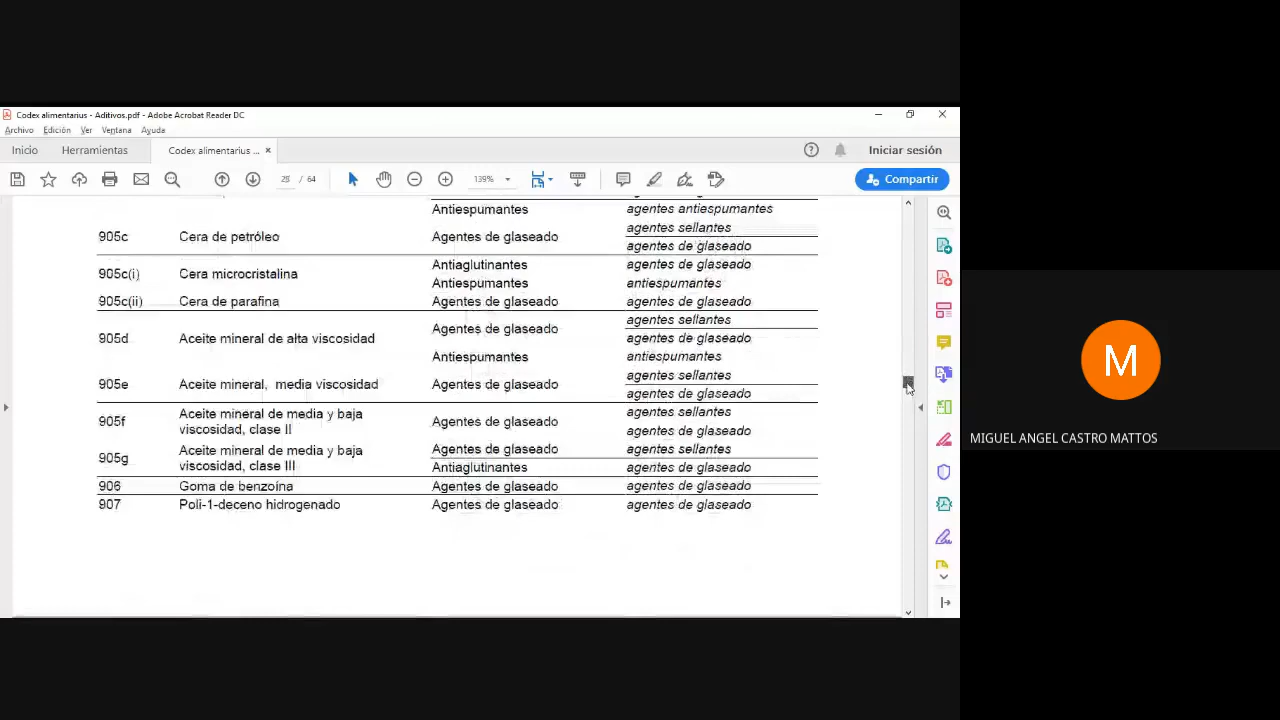 Codex alimentarius - Aditivos.pdf - Adobe Acrobat Reader DC
Archivo Edición Ver Ventana Ayuda
Inicio Herramientas Codex alimentarius ... × Iniciar sesión
28 / 64 139% Compartir
Antiespumantes agentes antiespumantes
905c Cera de petróleo Agentes de glaseado agentes sellantes
agentes de glaseado
905c(i) Cera microcristalina Antiaglutinantes agentes de glaseado
Antiespumantes antiespumantes
905c(ii) Cera de parafina Agentes de glaseado agentes de glaseado
905d Aceite mineral de alta viscosidad Agentes de glaseado agentes sellantes
agentes de glaseado
Antiespumantes antiespumantes
905e Aceite mineral, media viscosidad Agentes de glaseado agentes sellantes
agentes de glaseado
905f Aceite mineral de media y baja viscosidad, clase II Agentes de glaseado agentes sellantes
agentes de glaseado
905g Aceite mineral de media y baja viscosidad, clase III Agentes de glaseado agentes sellantes
Antiaglutinantes agentes de glaseado
906 Goma de benzoína Agentes de glaseado agentes de glaseado
907 Poli-1-deceno hidrogenado Agentes de glaseado agentes de glaseado
M
MIGUEL ANGEL CASTRO MATTOS